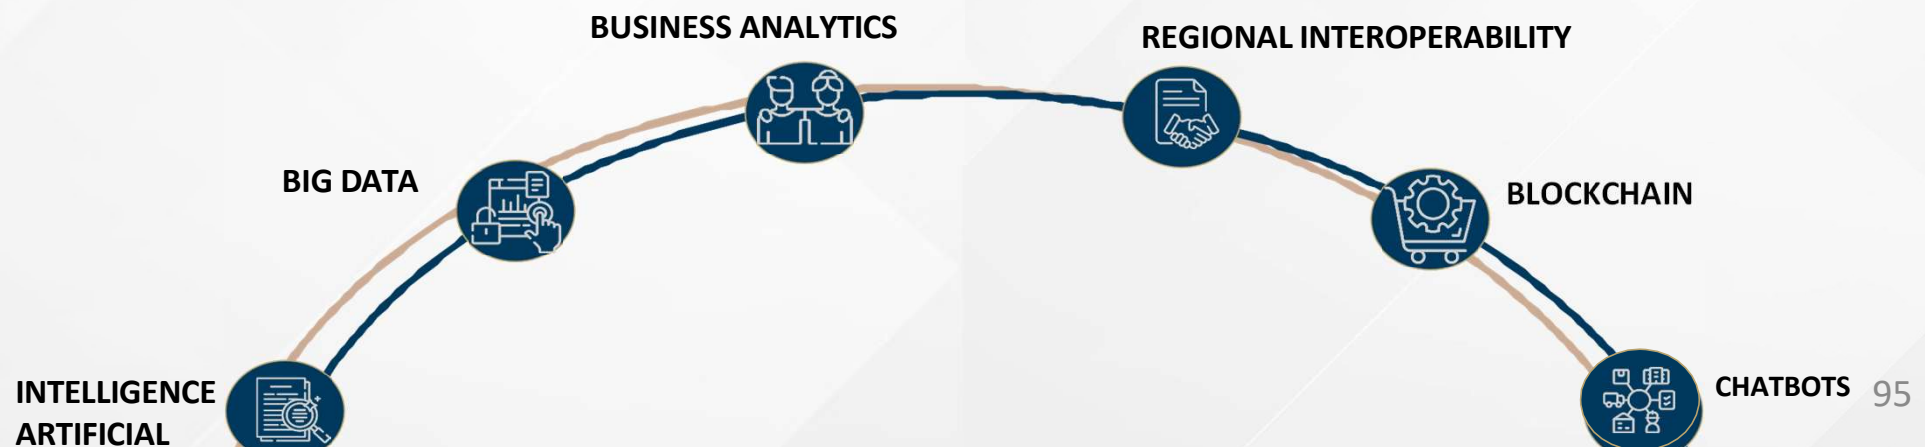 BUSINESS ANALYTICS
REGIONAL INTEROPERABILITY
BIG DATA
BLOCKCHAIN
INTELLIGENCE
ARTIFICIAL
CHATBOTS
95